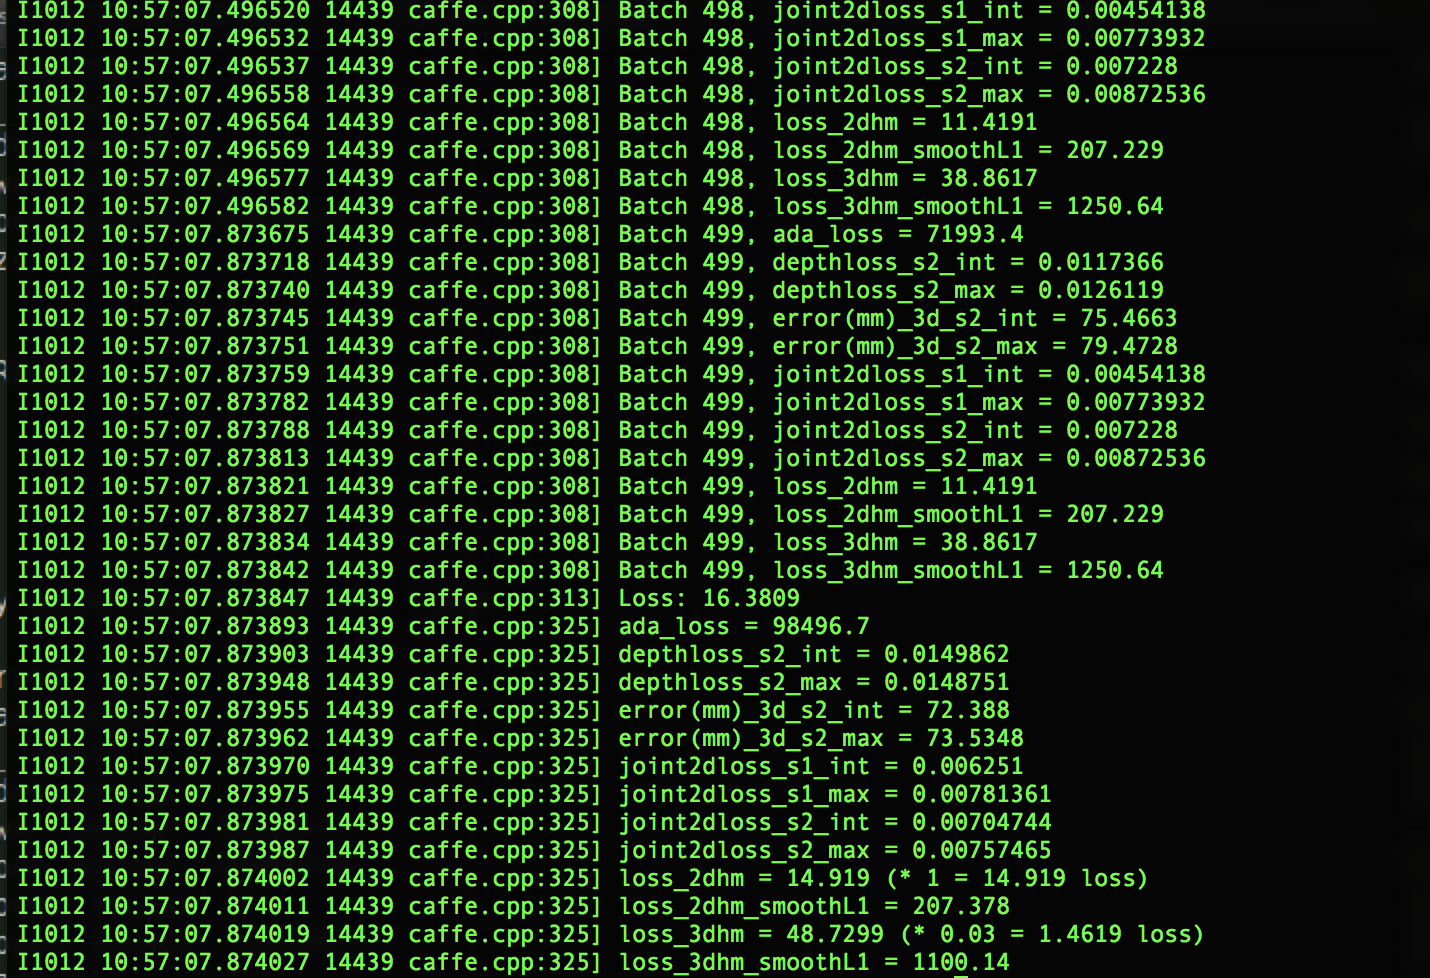 I1012 10:57:07.496520 14439 caffe.cpp:308] Batch 498, joint2dloss_s1_int = 0.00454138
I1012 10:57:07.496532 14439 caffe.cpp:308] Batch 498, joint2dloss_s1_max = 0.00773932
I1012 10:57:07.496537 14439 caffe.cpp:308] Batch 498, joint2dloss_s2_int = 0.007228
I1012 10:57:07.496558 14439 caffe.cpp:308] Batch 498, joint2dloss_s2_max = 0.00872536
I1012 10:57:07.496564 14439 caffe.cpp:308] Batch 498, loss_2dhm = 11.4191
I1012 10:57:07.496569 14439 caffe.cpp:308] Batch 498, loss_2dhm_smoothL1 = 207.229
I1012 10:57:07.496577 14439 caffe.cpp:308] Batch 498, loss_3dhm = 38.8617
I1012 10:57:07.496582 14439 caffe.cpp:308] Batch 498, loss_3dhm_smoothL1 = 1250.64
I1012 10:57:07.873675 14439 caffe.cpp:308] Batch 499, ada_loss = 71993.4
I1012 10:57:07.873718 14439 caffe.cpp:308] Batch 499, depthloss_s2_int = 0.0117366
I1012 10:57:07.873740 14439 caffe.cpp:308] Batch 499, depthloss_s2_max = 0.0126119
I1012 10:57:07.873745 14439 caffe.cpp:308] Batch 499, error(mm)_3d_s2_int = 75.4663
I1012 10:57:07.873751 14439 caffe.cpp:308] Batch 499, error(mm)_3d_s2_max = 79.4728
I1012 10:57:07.873759 14439 caffe.cpp:308] Batch 499, joint2dloss_s1_int = 0.00454138
I1012 10:57:07.873782 14439 caffe.cpp:308] Batch 499, joint2dloss_s1_max = 0.00773932
I1012 10:57:07.873788 14439 caffe.cpp:308] Batch 499, joint2dloss_s2_int = 0.007228
I1012 10:57:07.873813 14439 caffe.cpp:308] Batch 499, joint2dloss_s2_max = 0.00872536
I1012 10:57:07.873821 14439 caffe.cpp:308] Batch 499, loss_2dhm = 11.4191
I1012 10:57:07.873827 14439 caffe.cpp:308] Batch 499, loss_2dhm_smoothL1 = 207.229
I1012 10:57:07.873834 14439 caffe.cpp:308] Batch 499, loss_3dhm = 38.8617
I1012 10:57:07.873842 14439 caffe.cpp:308] Batch 499, loss_3dhm_smoothL1 = 1250.64
I1012 10:57:07.873847 14439 caffe.cpp:313] Loss: 16.3809
I1012 10:57:07.873893 14439 caffe.cpp:325] ada_loss = 98496.7
I1012 10:57:07.873903 14439 caffe.cpp:325] depthloss_s2_int = 0.0149862
I1012 10:57:07.873948 14439 caffe.cpp:325] depthloss_s2_max = 0.0148751
I1012 10:57:07.873955 14439 caffe.cpp:325] error(mm)_3d_s2_int = 72.388
I1012 10:57:07.873962 14439 caffe.cpp:325] error(mm)_3d_s2_max = 73.5348
I1012 10:57:07.873970 14439 caffe.cpp:325] joint2dloss_s1_int = 0.006251
I1012 10:57:07.873975 14439 caffe.cpp:325] joint2dloss_s1_max = 0.00781361
I1012 10:57:07.873981 14439 caffe.cpp:325] joint2dloss_s2_int = 0.00704744
I1012 10:57:07.873987 14439 caffe.cpp:325] joint2dloss_s2_max = 0.00757465
I1012 10:57:07.874002 14439 caffe.cpp:325] loss_2dhm = 14.919 (* 1 = 14.919 loss)
I1012 10:57:07.874011 14439 caffe.cpp:325] loss_2dhm_smoothL1 = 207.378
I1012 10:57:07.874019 14439 caffe.cpp:325] loss_3dhm = 48.7299 (* 0.03 = 1.4619 loss)
I1012 10:57:07.874027 14439 caffe.cpp:325] loss_3dhm_smoothL1 = 1100.14